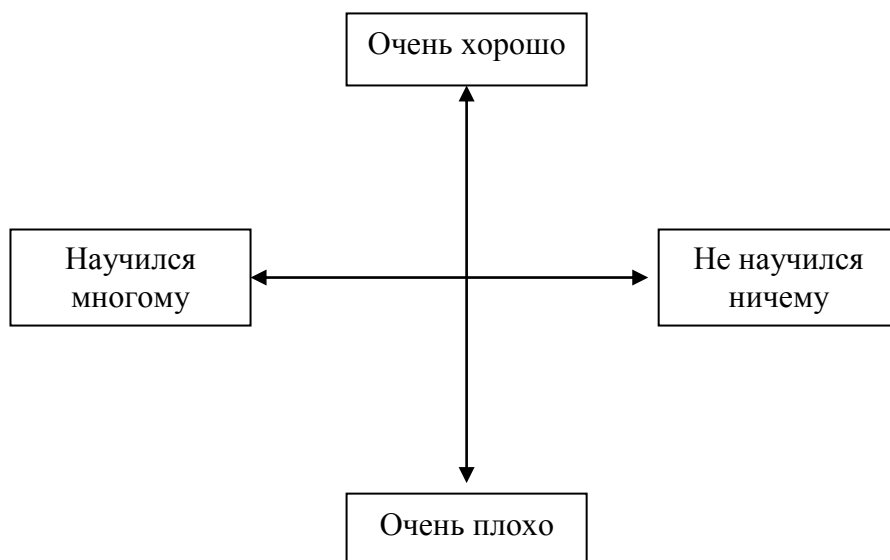 Очень хорошо
Научился
многому
Не научился
ничему
Очень плохо